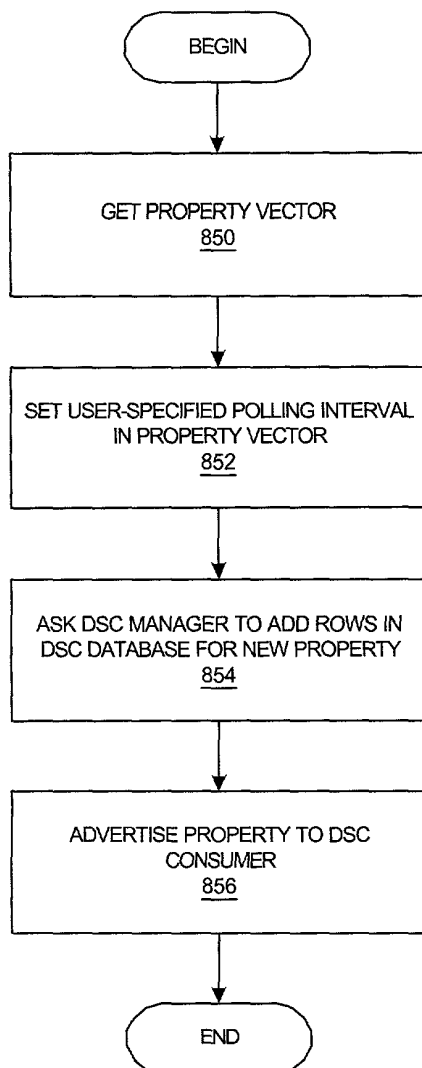 BEGIN
GET PROPERTY VECTOR
850
SET USER-SPECIFIED POLLING INTERVAL
IN PROPERTY VECTOR
852
ASK DSC MANAGER TO ADD ROWS IN
DSC DATABASE FOR NEW PROPERTY
854
ADVERTISE PROPERTY TO DSC
CONSUMER
856
END